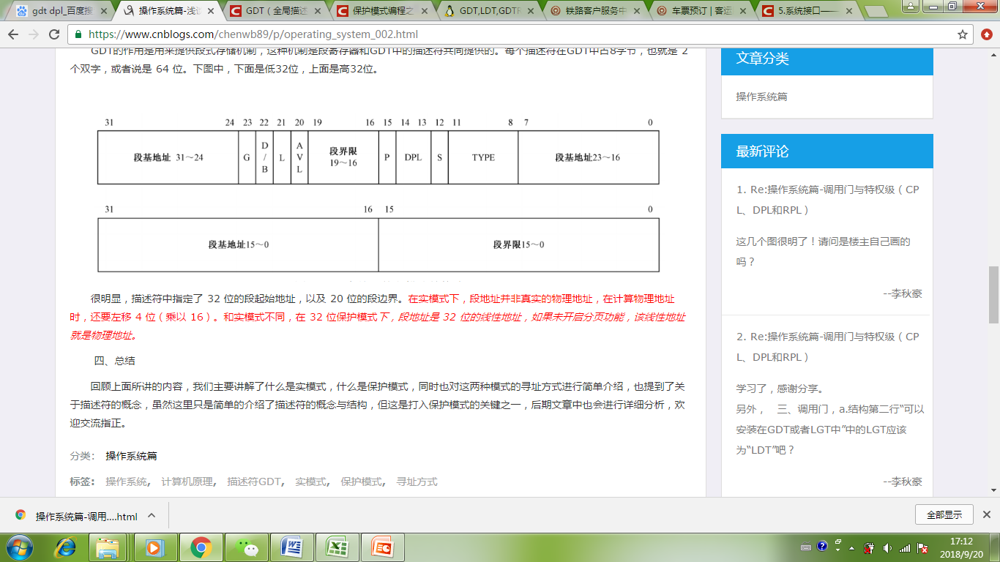 gdt dpl_百度搜
操作系统篇-浅谈
GDT（全局描述
保护模式编程之
GDT,LDT,GDTR
铁路客户服务中
车票预订 | 客运
5.系统接口——
https://www.cnblogs.com/chenwb89/p/operating_system_002.html
GDT的作用是用来提供段式存储机制，这种机制是段寄存器和GDT中的描述符共同提供的。每个描述符在GDT中占8字节，也就是 2
个双字，或者说是 64 位。下图中，下面是低32位，上面是高32位。
31 24 23 22 21 20 19 16 15 14 13 12 11 8 7 0
段基地址 31～24 G D/B L AVL 段界限 19～16 P DPL S TYPE 段基地址23～16
31 16 15 0
段基地址15～0 段界限15～0
很明显，描述符中指定了 32 位的段起始地址，以及 20 位的段边界。在实模式下，段地址并非真实的物理地址，在计算物理地址
时，还要左移 4 位（乘以 16）。和实模式不同，在 32 位保护模式下，段地址是 32 位的线性地址，如果未开启分页功能，该线性地址
就是物理地址。
四、总结
回顾上面所讲的内容，我们主要讲解了什么是实模式，什么是保护模式，同时也对这两种模式的寻址方式进行简单介绍，也提到了关
于描述符的概念，虽然这里只是简单的介绍了描述符的概念与结构，但这是打入保护模式的关键之一，后期文章中也会进行详细分析，欢
迎交流指正。
分类： 操作系统篇
标签： 操作系统， 计算机原理， 描述符GDT， 实模式， 保护模式， 寻址方式
文章分类
操作系统篇
最新评论
1. Re:操作系统篇-调用门与特权级（CP
L、DPL和RPL）
这几个图很明了！请问是楼主自己画的
吗？
--李秋豪
2. Re:操作系统篇-调用门与特权级（CP
L、DPL和RPL）
学习了，感谢分享。
另外， 三、调用门，a.结构第二行“可以
安装在GDT或者LGT中”中的LGT应该
为“LDT”吧？
--李秋豪
操作系统篇-调用....html
全部显示
17:12
2018/9/20